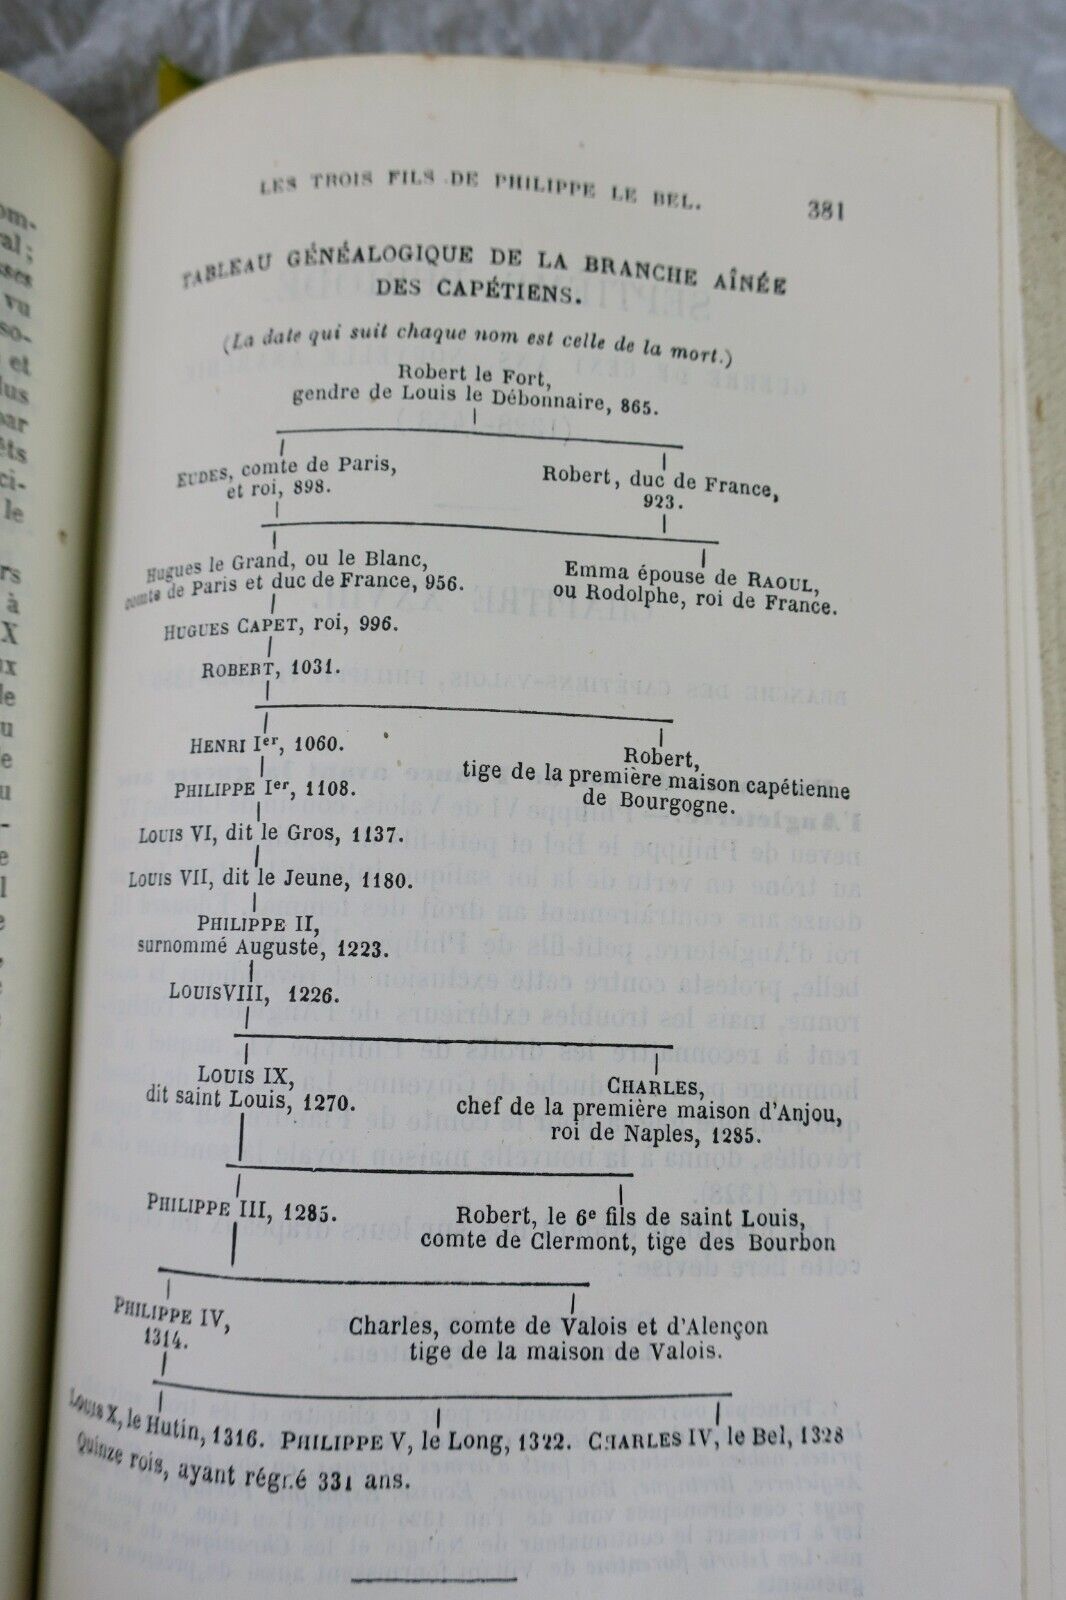 LES TROIS FILS DE PHILIPPE LE BEL. 381
TABLEAU GÉNÉALOGIQUE DE LA BRANCHE AÎNÉE
DES CAPÉTIENS.
(La date qui suit chaque nom est celle de la mort.)
Robert le Fort,
gendre de Louis le Débonnaire, 865.
EUDES, comte de Paris,
et roi, 898.
Robert, duc de France,
923.
Hugues le Grand, ou le Blanc,
comte de Paris et duc de France, 956.
Emma épouse de RAOUL,
ou Rodolphe, roi de France.
HUGUES CAPET, roi, 996.
ROBERT, 1031.
HENRI Ier, 1060.
Robert,
tige de la première maison capétienne
de Bourgogne.
PHILIPPE Ier, 1108.
LOUIS VI, dit le Gros, 1137.
LOUIS VII, dit le Jeune, 1180.
PHILIPPE II,
surnommé Auguste, 1223.
LOUIS VIII, 1226.
LOUIS IX,
dit saint Louis, 1270.
CHARLES,
chef de la première maison d'Anjou,
roi de Naples, 1285.
PHILIPPE III, 1285.
Robert, le 6e fils de saint Louis,
comte de Clermont, tige des Bourbon
PHILIPPE IV,
1314.
Charles, comte de Valois et d'Alençon
tige de la maison de Valois.
LOUIS X, le Hutin, 1316. PHILIPPE V, le Long, 1322. CHARLES IV, le Bel, 1328
Quinze rois, ayant régné 331 ans.